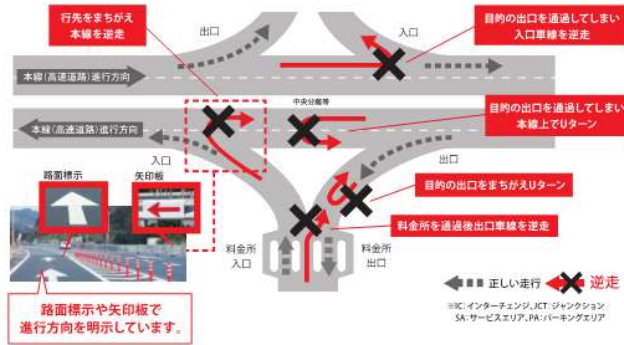 行先をまちがえ
本線を逆走
出口
入口
目的の出口を通過してしまい
入口車線を逆走
本線(高速道路)進行方向
中央分離等
本線(高速道路)進行方向
目的の出口を通過してしまい
本線上でUターン
入口
出口
路面標示
矢印板
目的の出口をまちがえUターン
料金所を通過後出口車線を逆走
料金所
入口
料金所
出口
路面標示や矢印板で
進行方向を明示しています。
正しい走行
逆走
※IC:インターチェンジ、JCT:ジャンクション
SA:サービスエリア、PA:パーキングエリア